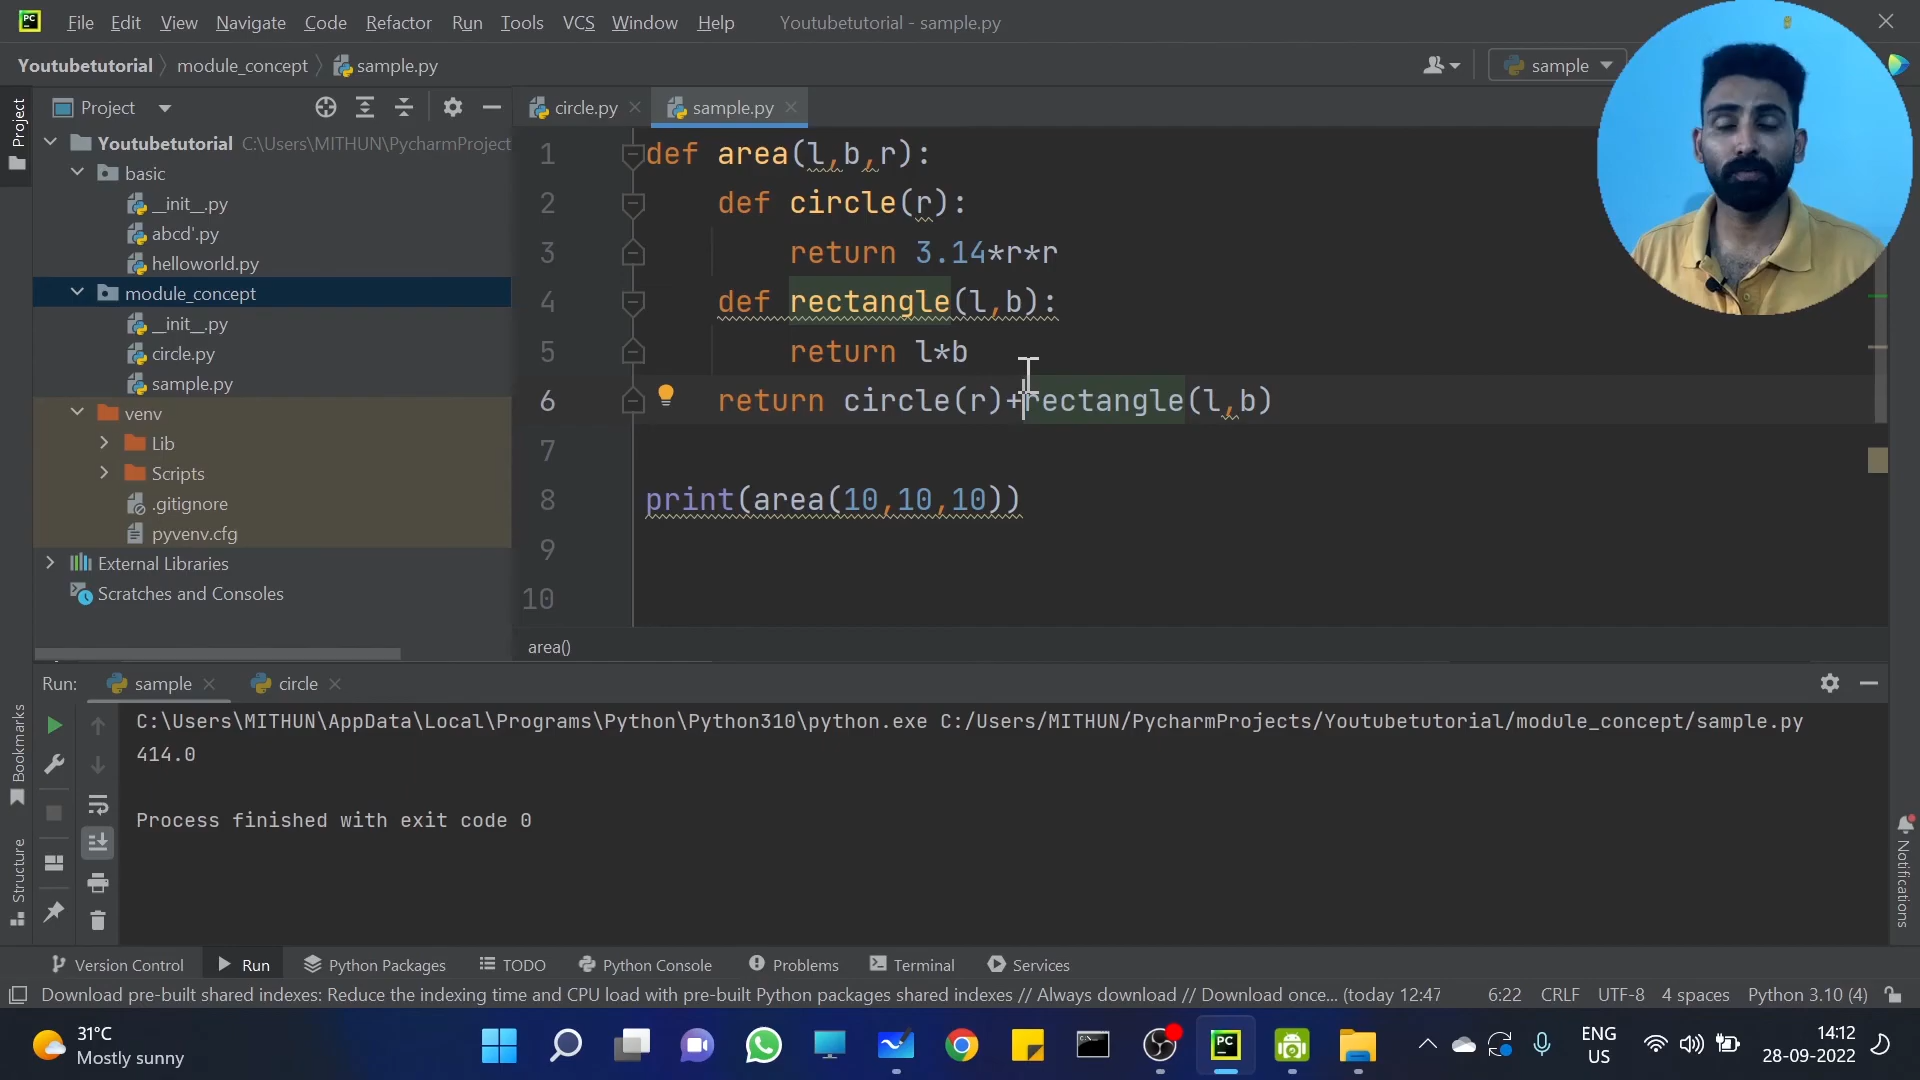 PC File Edit View Navigate Code Refactor Run Tools VCS Window Help Youtubetutorial - sample.py
Youtubetutorial module_concept sample.py sample
Project
Project
circle.py sample.py
Youtubetutorial C:\Users\MITHUN\PycharmProject
basic
__init__.py
abcd'.py
helloworld.py
module_concept
__init__.py
circle.py
sample.py
venv
Lib
Scripts
.gitignore
pyvenv.cfg
External Libraries
Scratches and Consoles
1 def area(l,b,r):
2 def circle(r):
3 return 3.14*r*r
4 def rectangle(l,b):
5 return l*b
6 return circle(r)+rectangle(l,b)
7
8 print(area(10,10,10))
9
10
area()
Run: sample circle
C:\Users\MITHUN\AppData\Local\Programs\Python\Python310\python.exe C:/Users/MITHUN/PycharmProjects/Youtubetutorial/module_concept/sample.py
414.0
Process finished with exit code 0
Bookmarks
Structure
Notifications
Version Control Run Python Packages TODO Python Console Problems Terminal Services
Download pre-built shared indexes: Reduce the indexing time and CPU load with pre-built Python packages shared indexes // Always download // Download once... (today 12:47 6:22 CRLF UTF-8 4 spaces Python 3.10 (4)
31°C
Mostly sunny
PC
ENG
US
14:12
28-09-2022